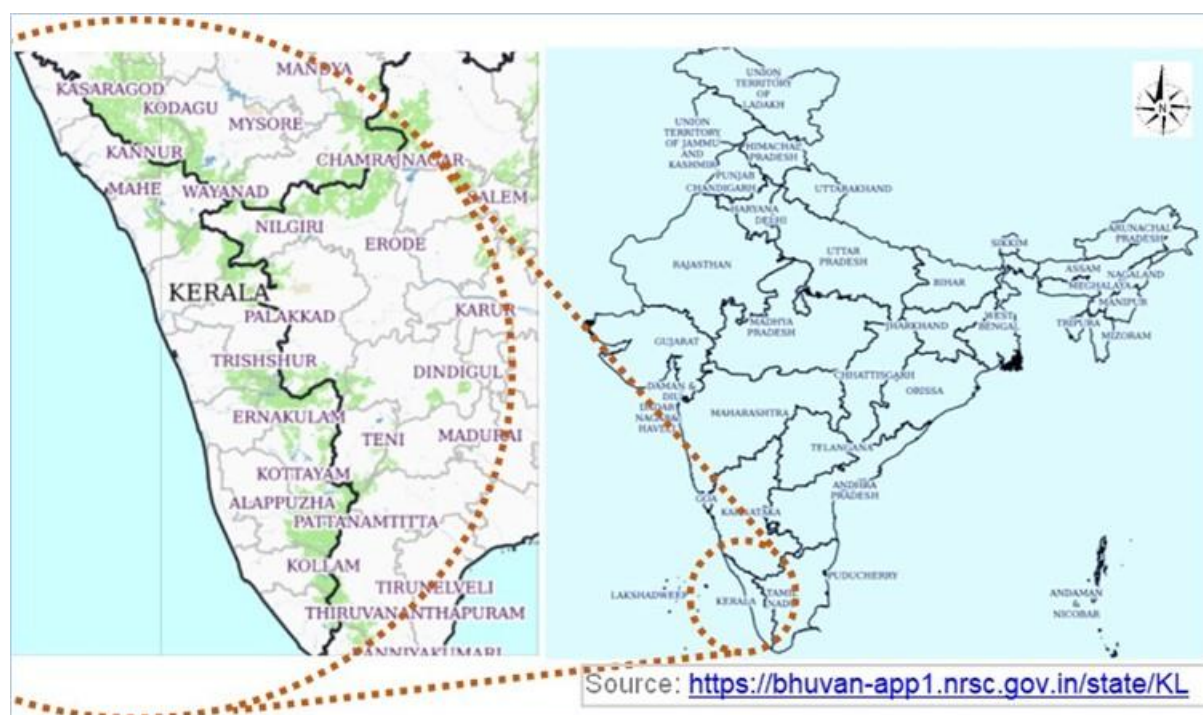 MANDYA
KASARAGOD
KODAGU
MYSORE
KANNUR
CHAMRAJNAGAR
MAHE
WAYANAD
NILGIRI
ERODE
KERALA
PALAKKAD
KARUR
TRISHSHUR
DINDIGUL
ERNAKULAM
TENI
MADURAI
KOTTAYAM
ALAPPUZHA
PATTANAMTITTA
KOLLAM
TIRUNELVELI
THIRUVANANTHAPURAM
ANNIYAKUMARI
UNION
TERRITORY
OF
LADAKH
N
UNION
TERRITORY
OF JAMMU
AND
KASHMIR
HIMACHAL
PRADESH
PUNJAB
CHANDIGARH
UTTARAKHAND
HARYANA
DELHI
ARUNACHAL
PRADESH
SIKKIM
RAJASTHAN
UTTAR
PRADESH
BIHAR
ASSAM
NAGALAND
MEGHALAYA
MANIPUR
TRIPURA
MIZORAM
WEST
BENGAL
JHARKHAND
MADHYA
PRADESH
GUJARAT
CHHATTISGARH
ORISSA
DAMAN &
DIU
MAHARASHTRA
TELANGANA
ANDHRA
PRADESH
GOA
KARNATAKA
PUDUCHERRY
LAKSHADWEEP
KERALA
TAMIL
NADU
ANDAMAN
&
NICOBAR
Source: https://bhuvan-app1.nrsc.gov.in/state/KL